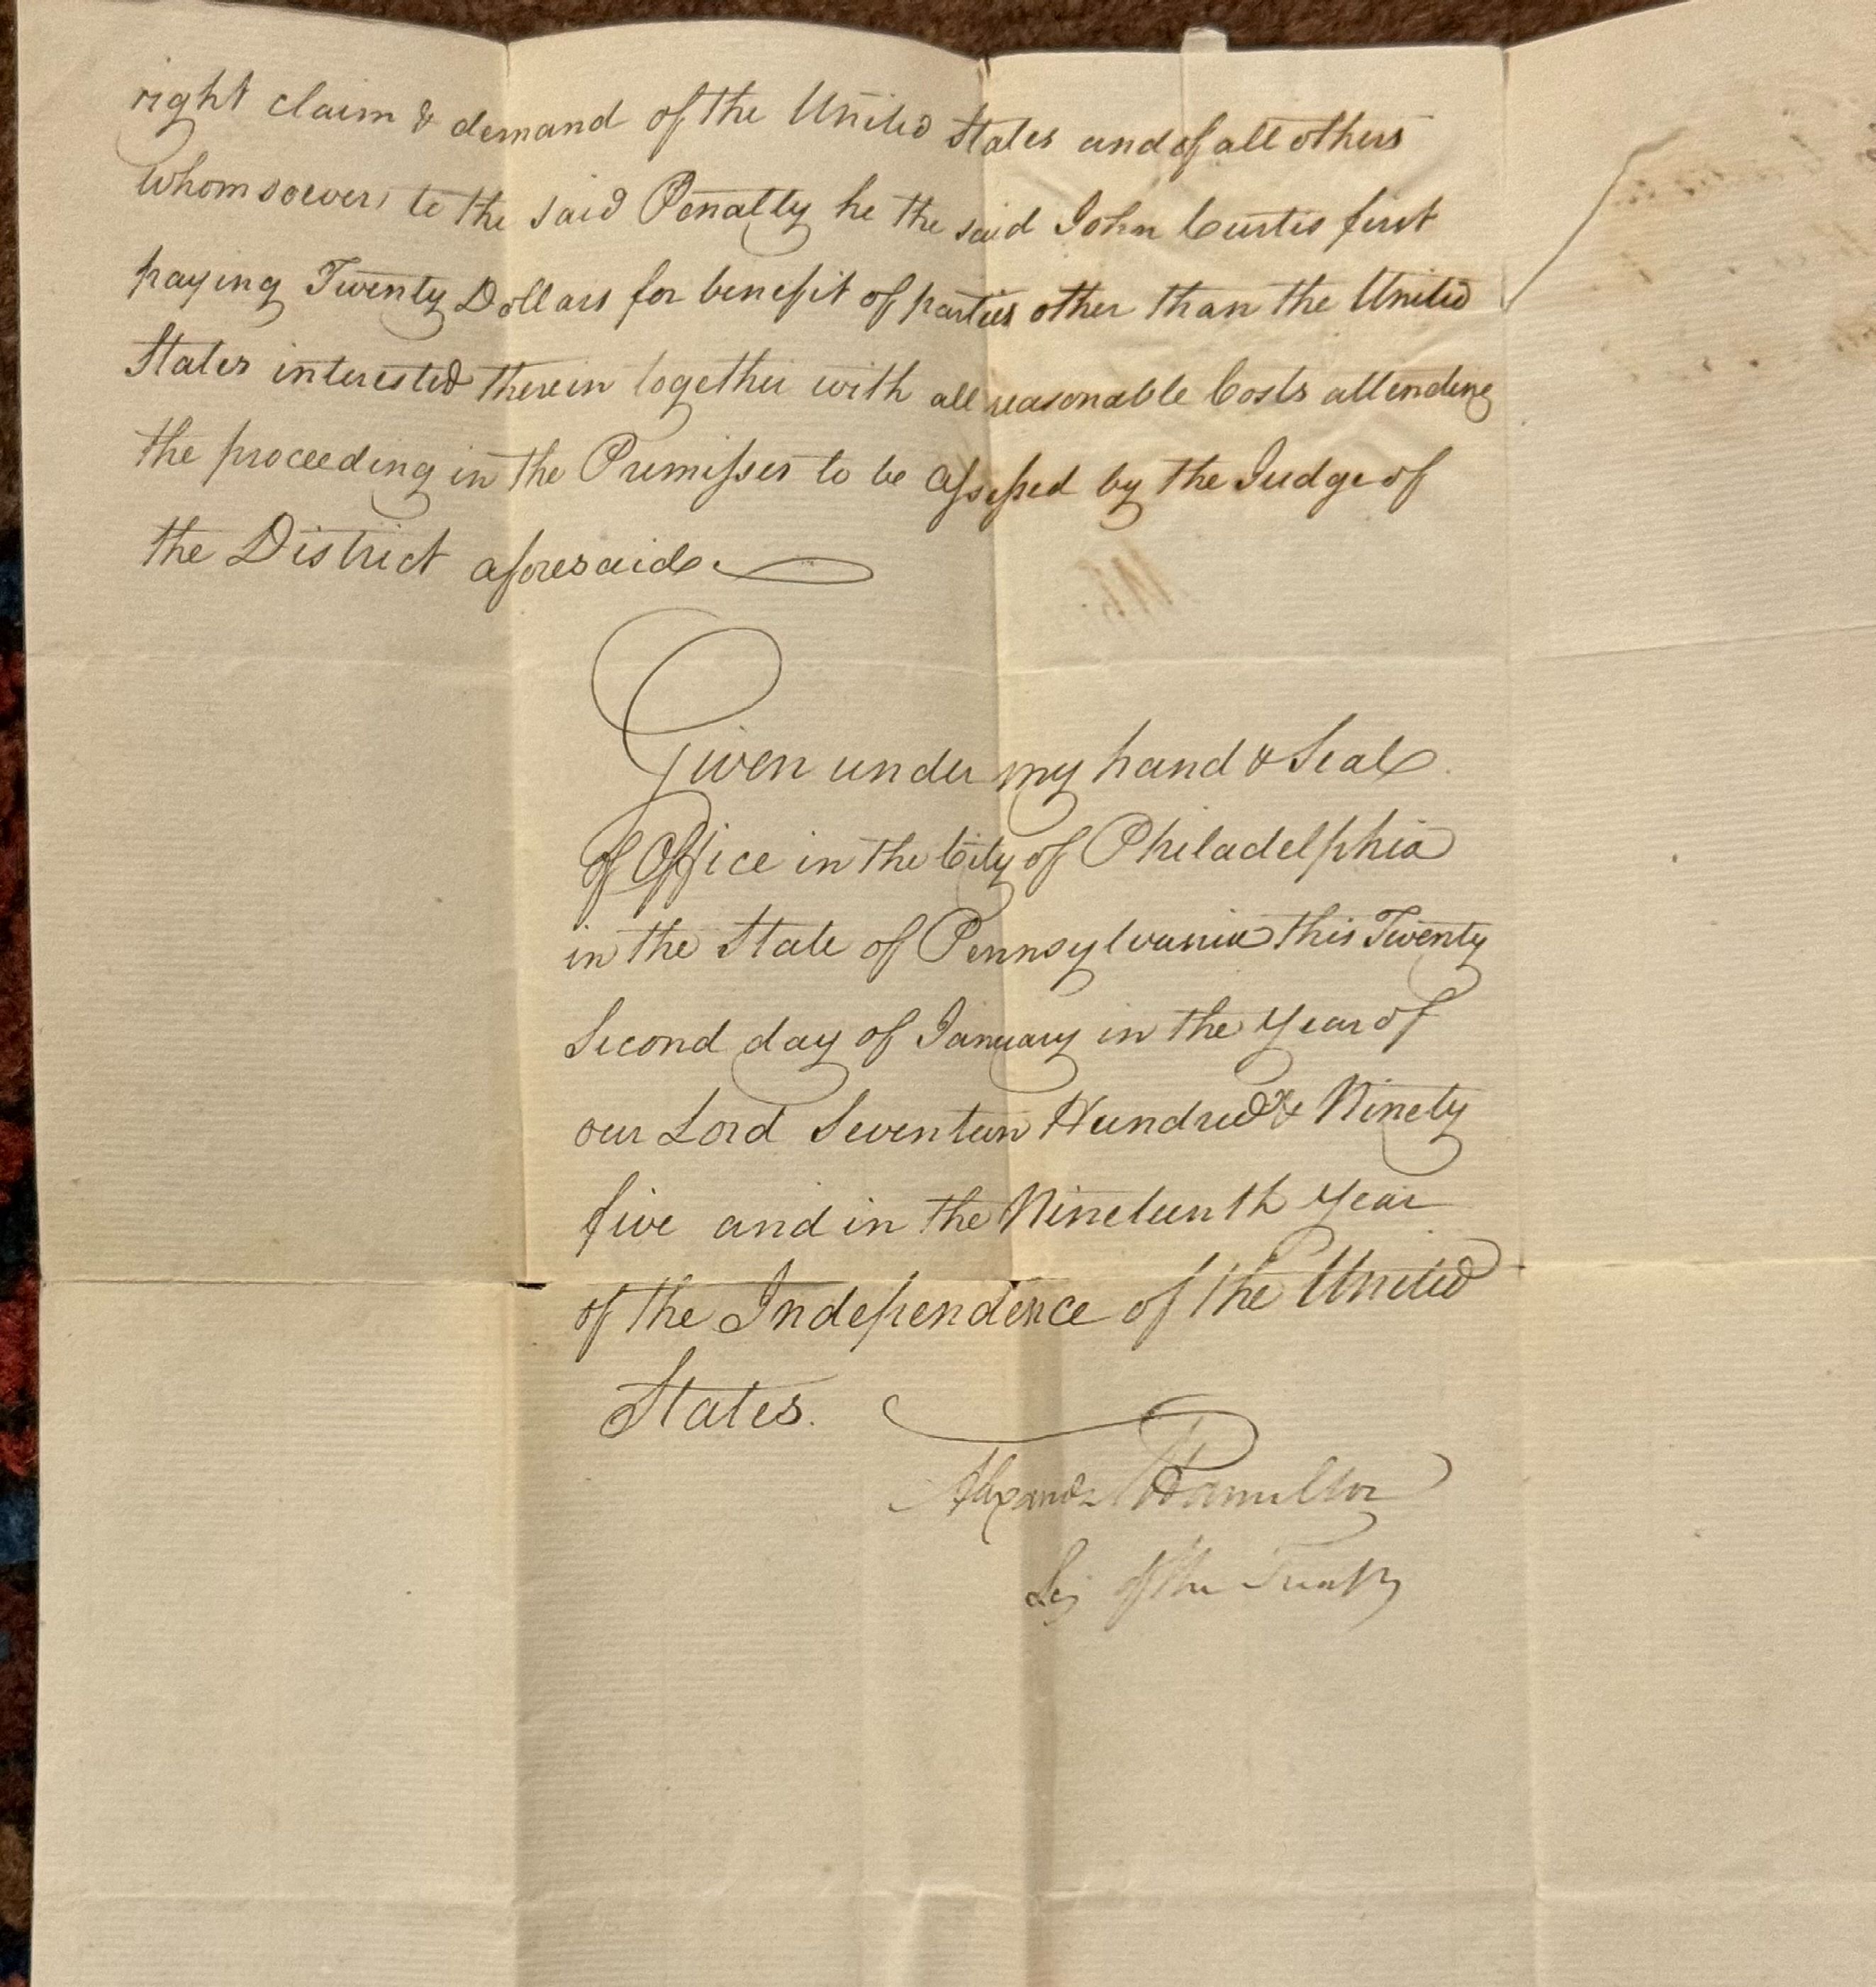 right claim & demand of the United States and of all others
whomsoever, to the said Penalty he the said John Curtis first
paying Twenty Dollars for benefit of parties other than the United
States interested therein together with all reasonable Costs attending
the proceeding in the Premisses to be assessed by the Judge of
the District aforesaid.
Given under my hand & Seal
of Office in the City of Philadelphia
in the State of Pennsylvania this Twenty
Second day of January in the Year of
our Lord Seventeen Hundred & Ninety
five and in the Nineteenth Year
of the Independence of the United
States.
Alexander Hamilton
Secy of the Treasy